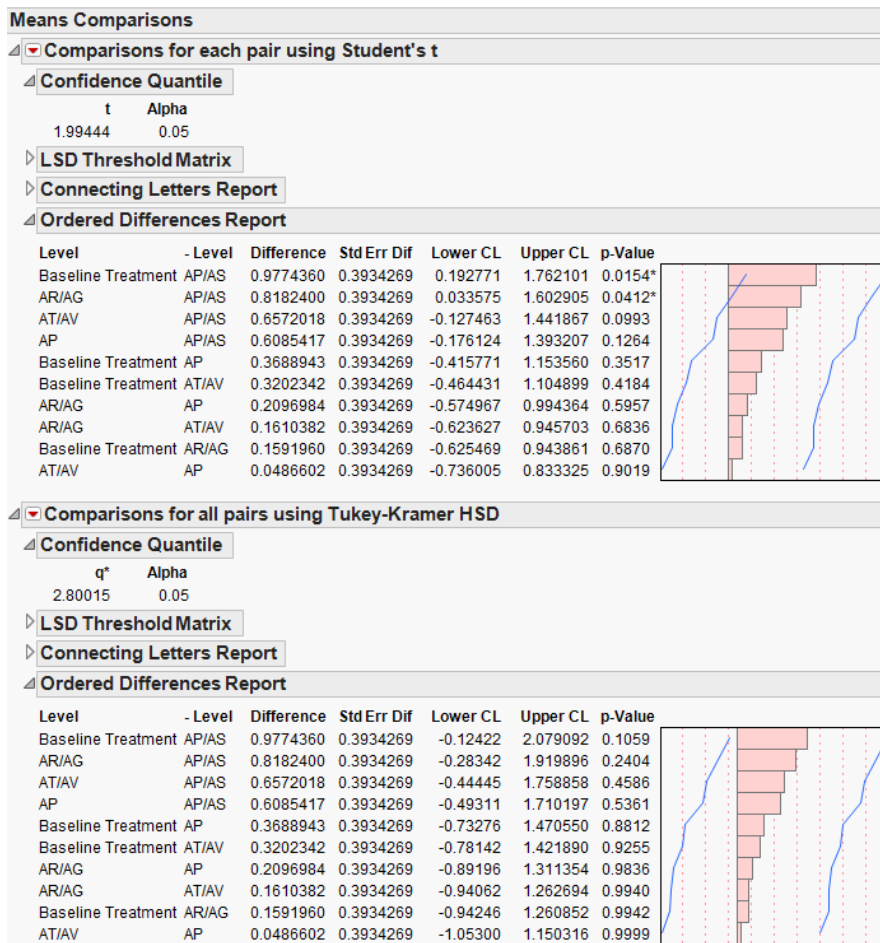 Means Comparisons
Comparisons for each pair using Student's t
Confidence Quantile
t Alpha
1.99444 0.05
LSD Threshold Matrix
Connecting Letters Report
Ordered Differences Report
Level - Level Difference Std Err Dif Lower CL Upper CL p-Value
Baseline Treatment AP/AS 0.9774360 0.3934269 0.192771 1.762101 0.0154*
AR/AG AP/AS 0.8182400 0.3934269 0.033575 1.602905 0.0412*
AT/AV AP/AS 0.6572018 0.3934269 -0.127463 1.441867 0.0993
AP AP/AS 0.6085417 0.3934269 -0.176124 1.393207 0.1264
Baseline Treatment AP 0.3688943 0.3934269 -0.415771 1.153560 0.3517
Baseline Treatment AT/AV 0.3202342 0.3934269 -0.464431 1.104899 0.4184
AR/AG AP 0.2096984 0.3934269 -0.574967 0.994364 0.5957
AR/AG AT/AV 0.1610382 0.3934269 -0.623627 0.945703 0.6836
Baseline Treatment AR/AG 0.1591960 0.3934269 -0.625469 0.943861 0.6870
AT/AV AP 0.0486602 0.3934269 -0.736005 0.833325 0.9019
Comparisons for all pairs using Tukey-Kramer HSD
Confidence Quantile
q* Alpha
2.80015 0.05
LSD Threshold Matrix
Connecting Letters Report
Ordered Differences Report
Level - Level Difference Std Err Dif Lower CL Upper CL p-Value
Baseline Treatment AP/AS 0.9774360 0.3934269 -0.12422 2.079092 0.1059
AR/AG AP/AS 0.8182400 0.3934269 -0.28342 1.919896 0.2404
AT/AV AP/AS 0.6572018 0.3934269 -0.44445 1.758858 0.4586
AP AP/AS 0.6085417 0.3934269 -0.49311 1.710197 0.5361
Baseline Treatment AP 0.3688943 0.3934269 -0.73276 1.470550 0.8812
Baseline Treatment AT/AV 0.3202342 0.3934269 -0.78142 1.421890 0.9255
AR/AG AP 0.2096984 0.3934269 -0.89196 1.311354 0.9836
AR/AG AT/AV 0.1610382 0.3934269 -0.94062 1.262694 0.9940
Baseline Treatment AR/AG 0.1591960 0.3934269 -0.94246 1.260852 0.9942
AT/AV AP 0.0486602 0.3934269 -1.05300 1.150316 0.9999